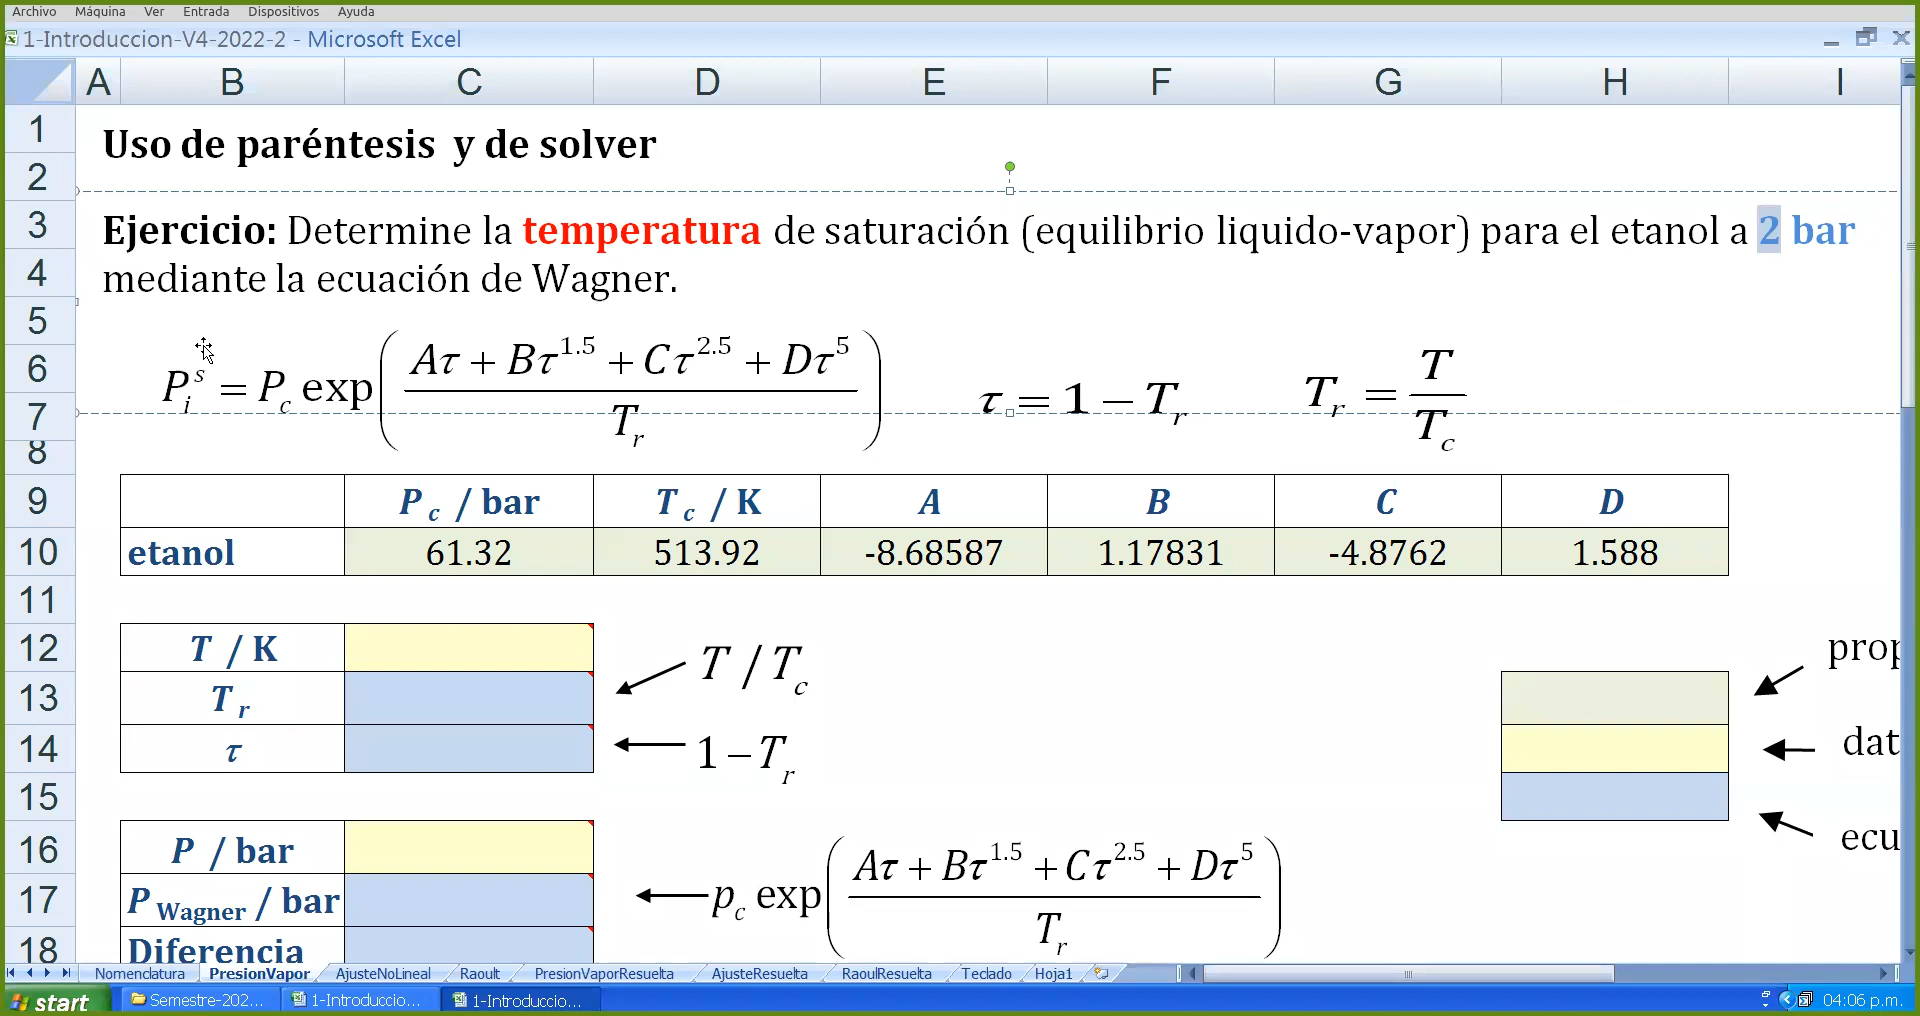 Archivo Máquina Ver Entrada Dispositivos Ayuda
1-Introduccion-V4-2022-2 - Microsoft Excel
A B C D E F G H I
1
Uso de paréntesis y de solver
2
3
Ejercicio: Determine la temperatura de saturación (equilibrio liquido-vapor) para el etanol a 2 bar
4
mediante la ecuación de Wagner.
5
6
P_i^s = P_c exp((Aτ + Bτ^1.5 + Cτ^2.5 + Dτ^5) / T_r) τ = 1 − T_r T_r = T / T_c
7
8
9 P_c / bar T_c / K A B C D
10 etanol 61.32 513.92 -8.68587 1.17831 -4.8762 1.588
11
12 T / K
T / T_c
prop
13 T_r
14 τ
1 − T_r
dat
15
ecu
16 P / bar
17 P_Wagner / bar
p_c exp((Aτ + Bτ^1.5 + Cτ^2.5 + Dτ^5) / T_r)
18 Diferencia
Nomenclatura PresionVapor AjusteNoLineal Raoult PresionVaporResuelta AjusteResuelta RaoulResuelta Teclado Hoja1
start Semestre-202... 1-Introduccio... 1-Introduccio... 04:06 p.m.